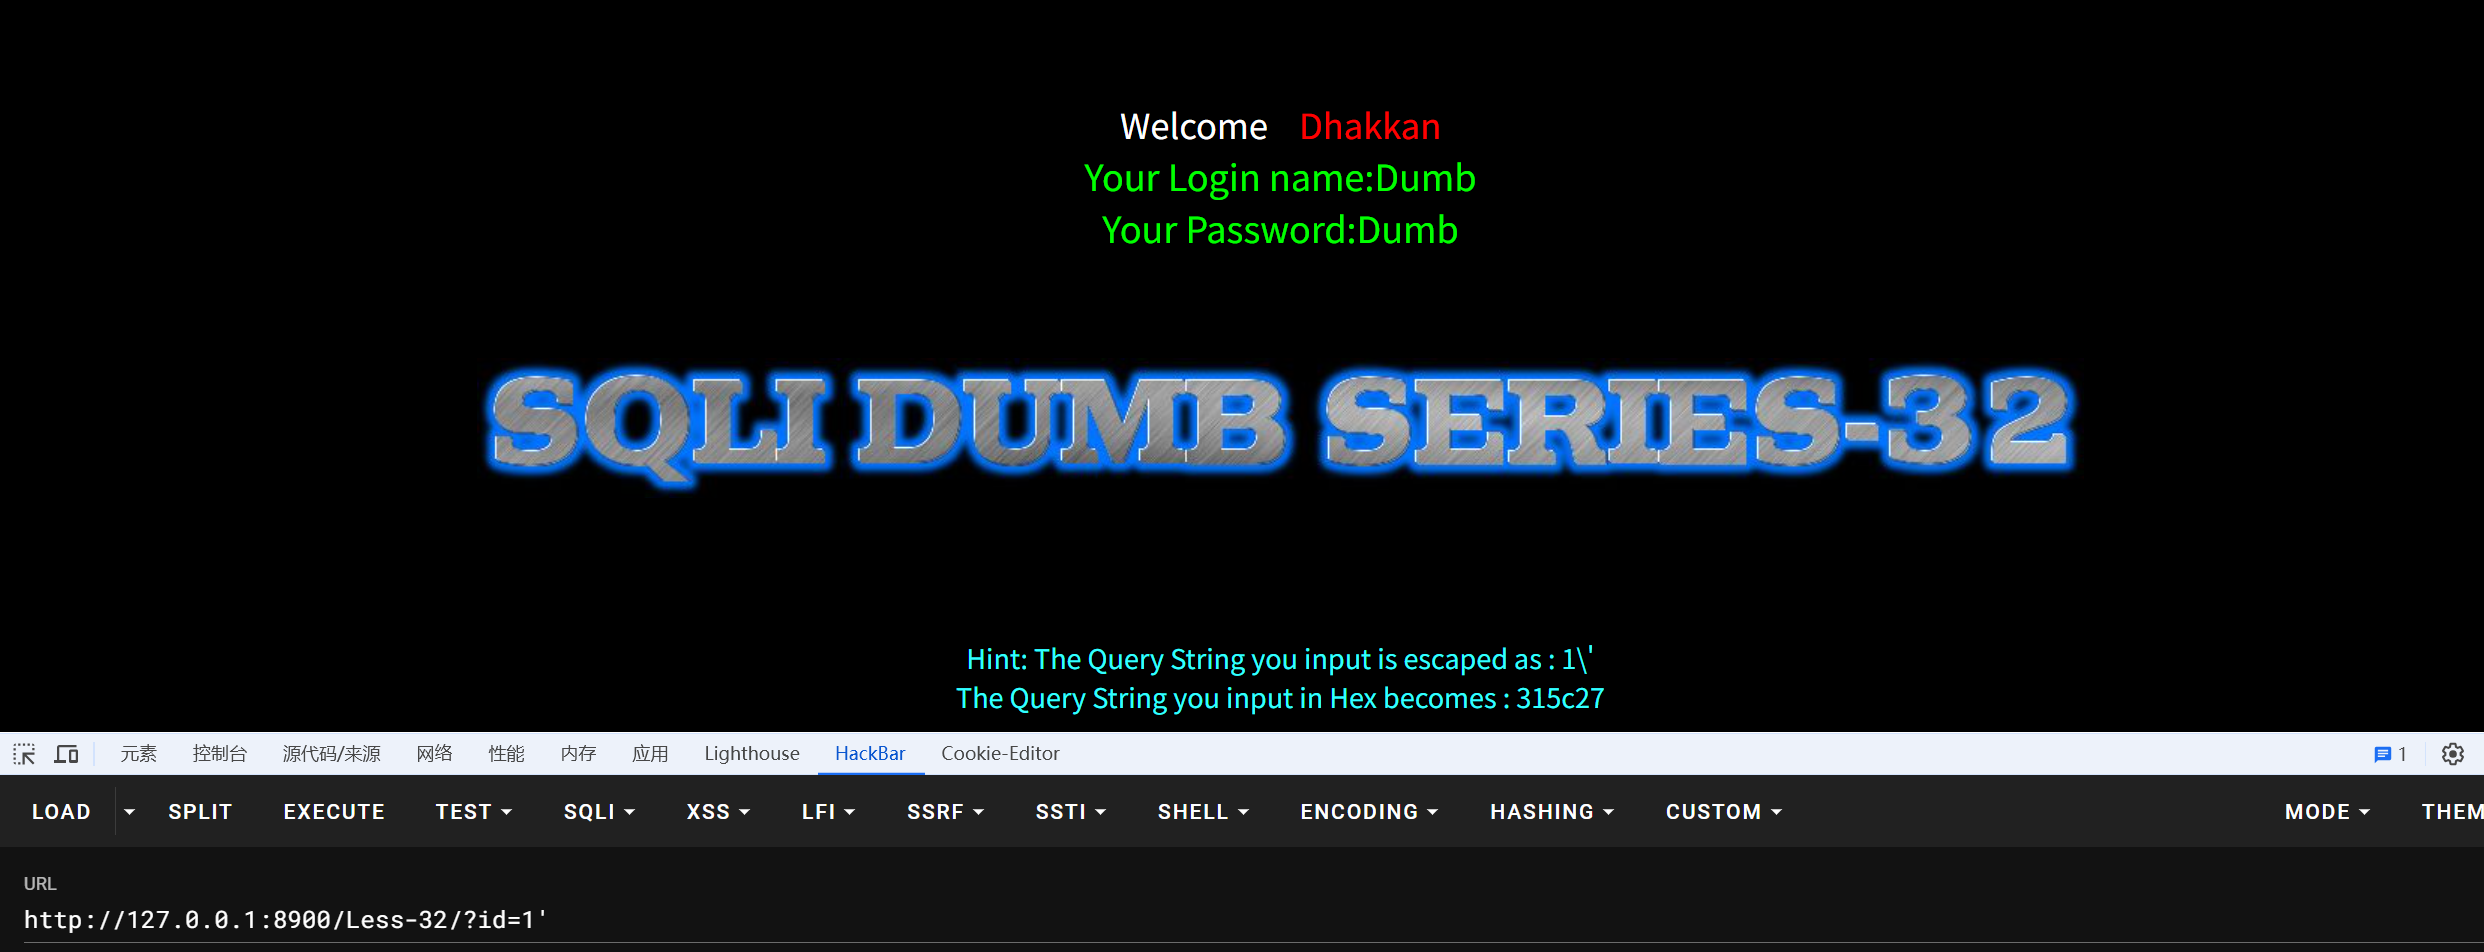 Welcome Dhakkan
Your Login name:Dumb
Your Password:Dumb
SQLI DUMB SERIES-32
Hint: The Query String you input is escaped as : 1\'
The Query String you input in Hex becomes : 315c27
元素 控制台 源代码/来源 网络 性能 内存 应用 Lighthouse HackBar Cookie-Editor 1
LOAD SPLIT EXECUTE TEST SQLI XSS LFI SSRF SSTI SHELL ENCODING HASHING CUSTOM MODE THEM
URL
http://127.0.0.1:8900/Less-32/?id=1'